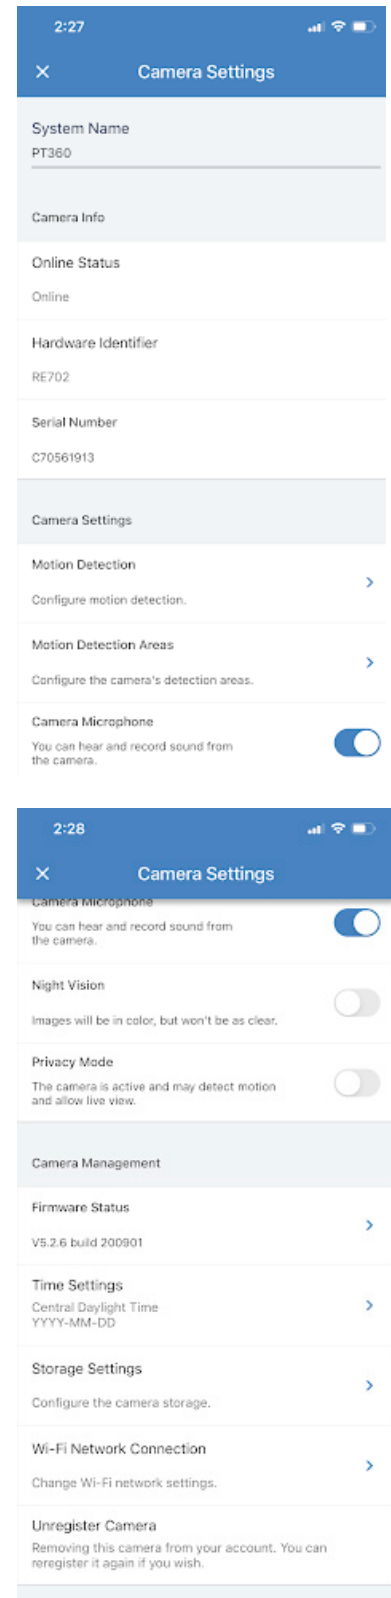 2:27
Camera Settings
System Name
PT360
Camera Info
Online Status
Online
Hardware Identifier
RE702
Serial Number
C70561913
Camera Settings
Motion Detection
Configure motion detection.
Motion Detection Areas
Configure the camera's detection areas.
Camera Microphone
You can hear and record sound from
the camera.
2:28
Camera Settings
Camera Microphone
You can hear and record sound from
the camera.
Night Vision
Images will be in color, but won't be as clear.
Privacy Mode
The camera is active and may detect motion
and allow live view.
Camera Management
Firmware Status
V5.2.6 build 200901
Time Settings
Central Daylight Time
YYYY-MM-DD
Storage Settings
Configure the camera storage.
Wi-Fi Network Connection
Change Wi-Fi network settings.
Unregister Camera
Removing this camera from your account. You can
reregister it again if you wish.